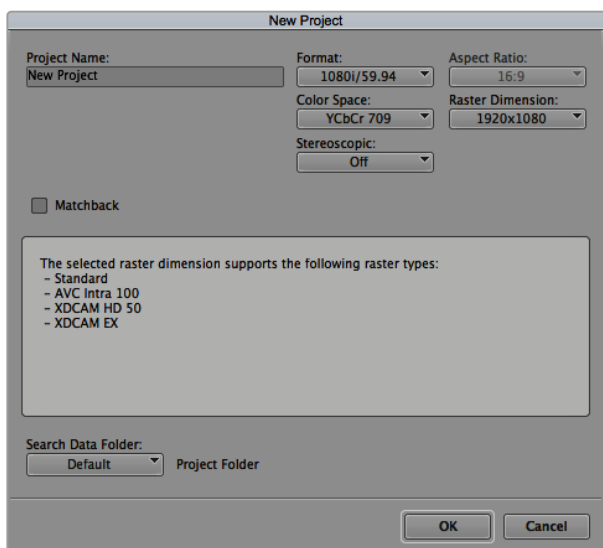 New Project
Project Name:
New Project
Format:
1080i/59.94
Aspect Ratio:
16:9
Color Space:
YCbCr 709
Raster Dimension:
1920x1080
Stereoscopic:
Off
Matchback
The selected raster dimension supports the following raster types:
– Standard
– AVC Intra 100
– XDCAM HD 50
– XDCAM EX
Search Data Folder:
Default
Project Folder
OK
Cancel